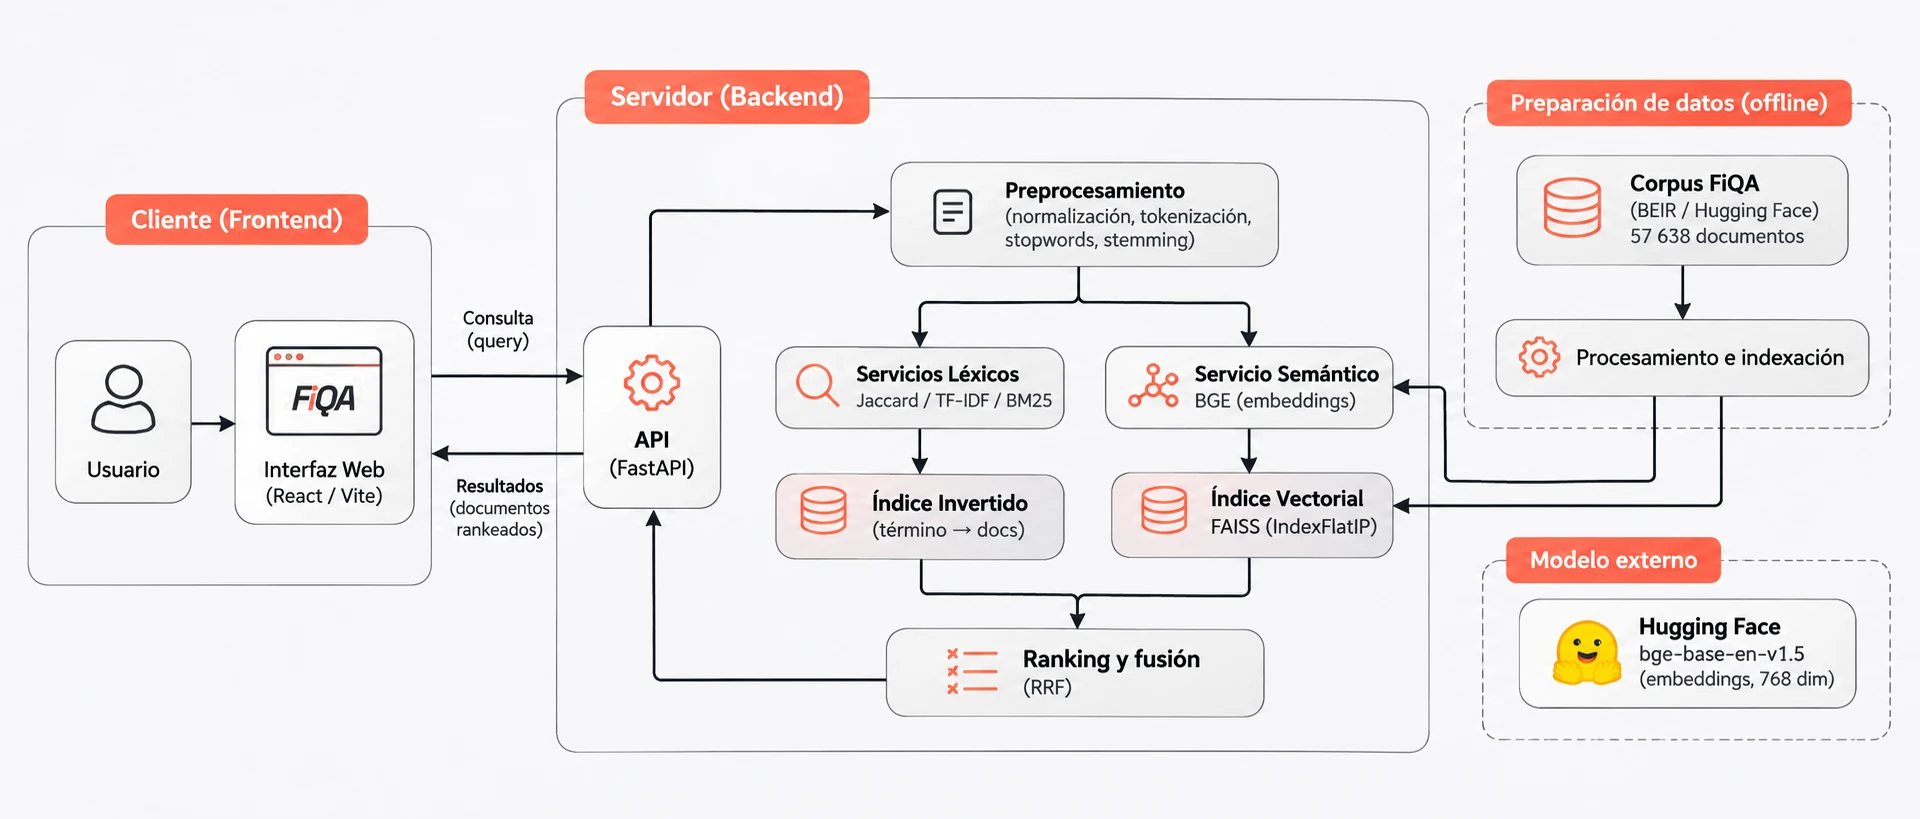 Cliente (Frontend)
Usuario
FiQA
Interfaz Web
(React / Vite)
Consulta
(query)
Resultados
(documentos
rankeados)
Servidor (Backend)
API
(FastAPI)
Preprocesamiento
(normalización, tokenización,
stopwords, stemming)
Servicios Léxicos
Jaccard / TF-IDF / BM25
Servicio Semántico
BGE (embeddings)
Índice Invertido
(término → docs)
Índice Vectorial
FAISS (IndexFlatIP)
Ranking y fusión
(RRF)
Preparación de datos (offline)
Corpus FiQA
(BEIR / Hugging Face)
57 638 documentos
Procesamiento e indexación
Modelo externo
Hugging Face
bge-base-en-v1.5
(embeddings, 768 dim)